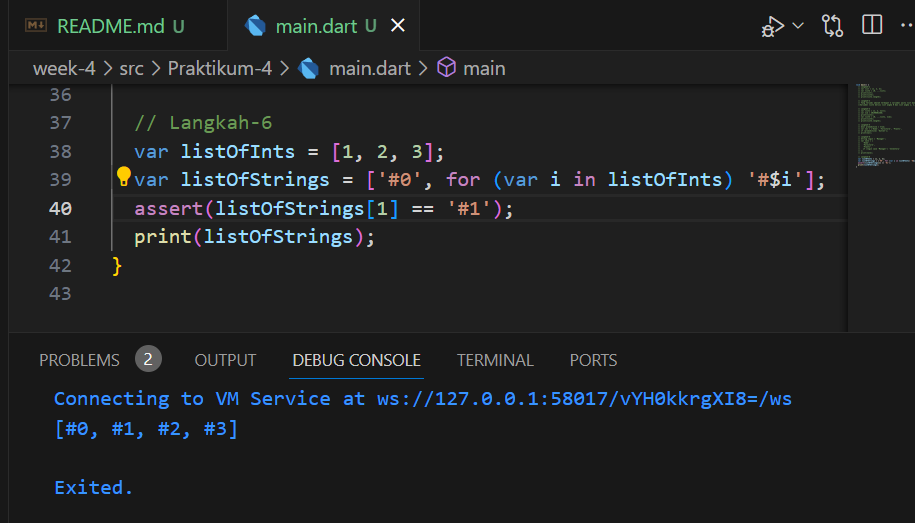 README.md U
main.dart U
week-4 > src > Praktikum-4 > main.dart > main
36
37 // Langkah-6
38 var listOfInts = [1, 2, 3];
39 var listOfStrings = ['#0', for (var i in listOfInts) '#$i'];
40 assert(listOfStrings[1] == '#1');
41 print(listOfStrings);
42 }
43
PROBLEMS 2 OUTPUT DEBUG CONSOLE TERMINAL PORTS
Connecting to VM Service at ws://127.0.0.1:58017/vYH0kkrgXI8=/ws
[#0, #1, #2, #3]
Exited.